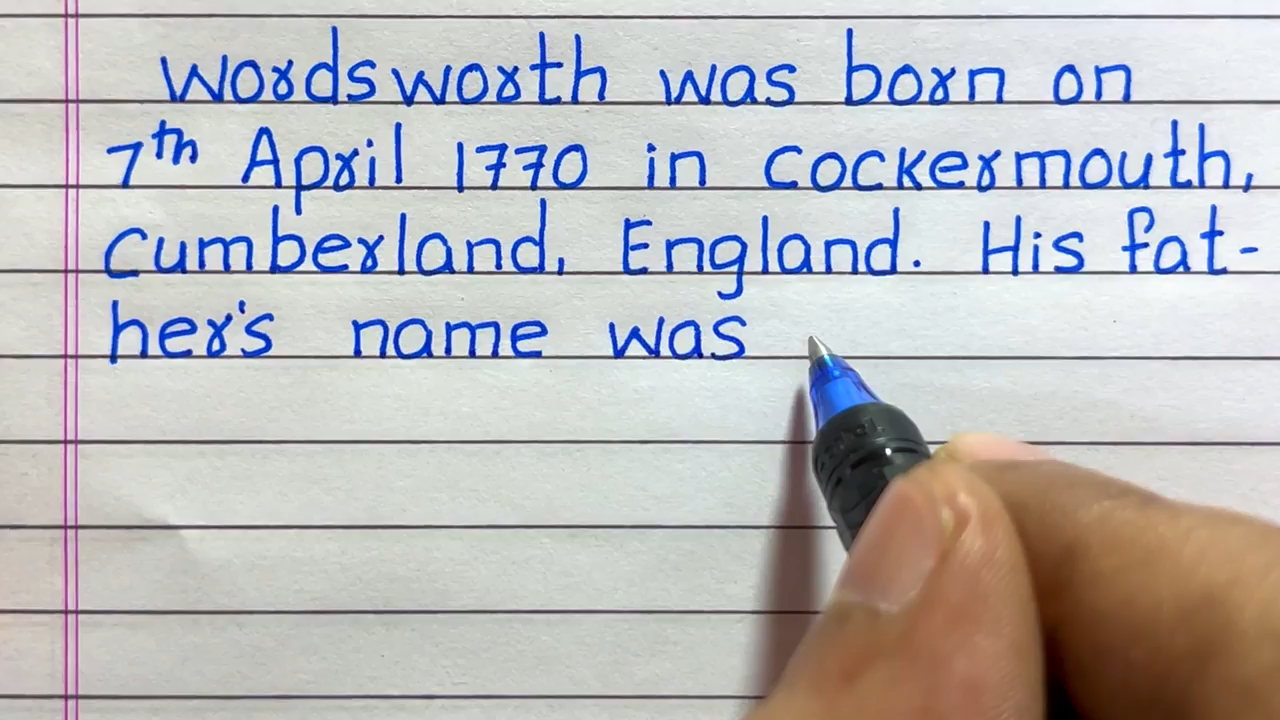 Wordsworth was born on
7th April 1770 in Cockermouth,
Cumberland, England. His fat-
her's name was